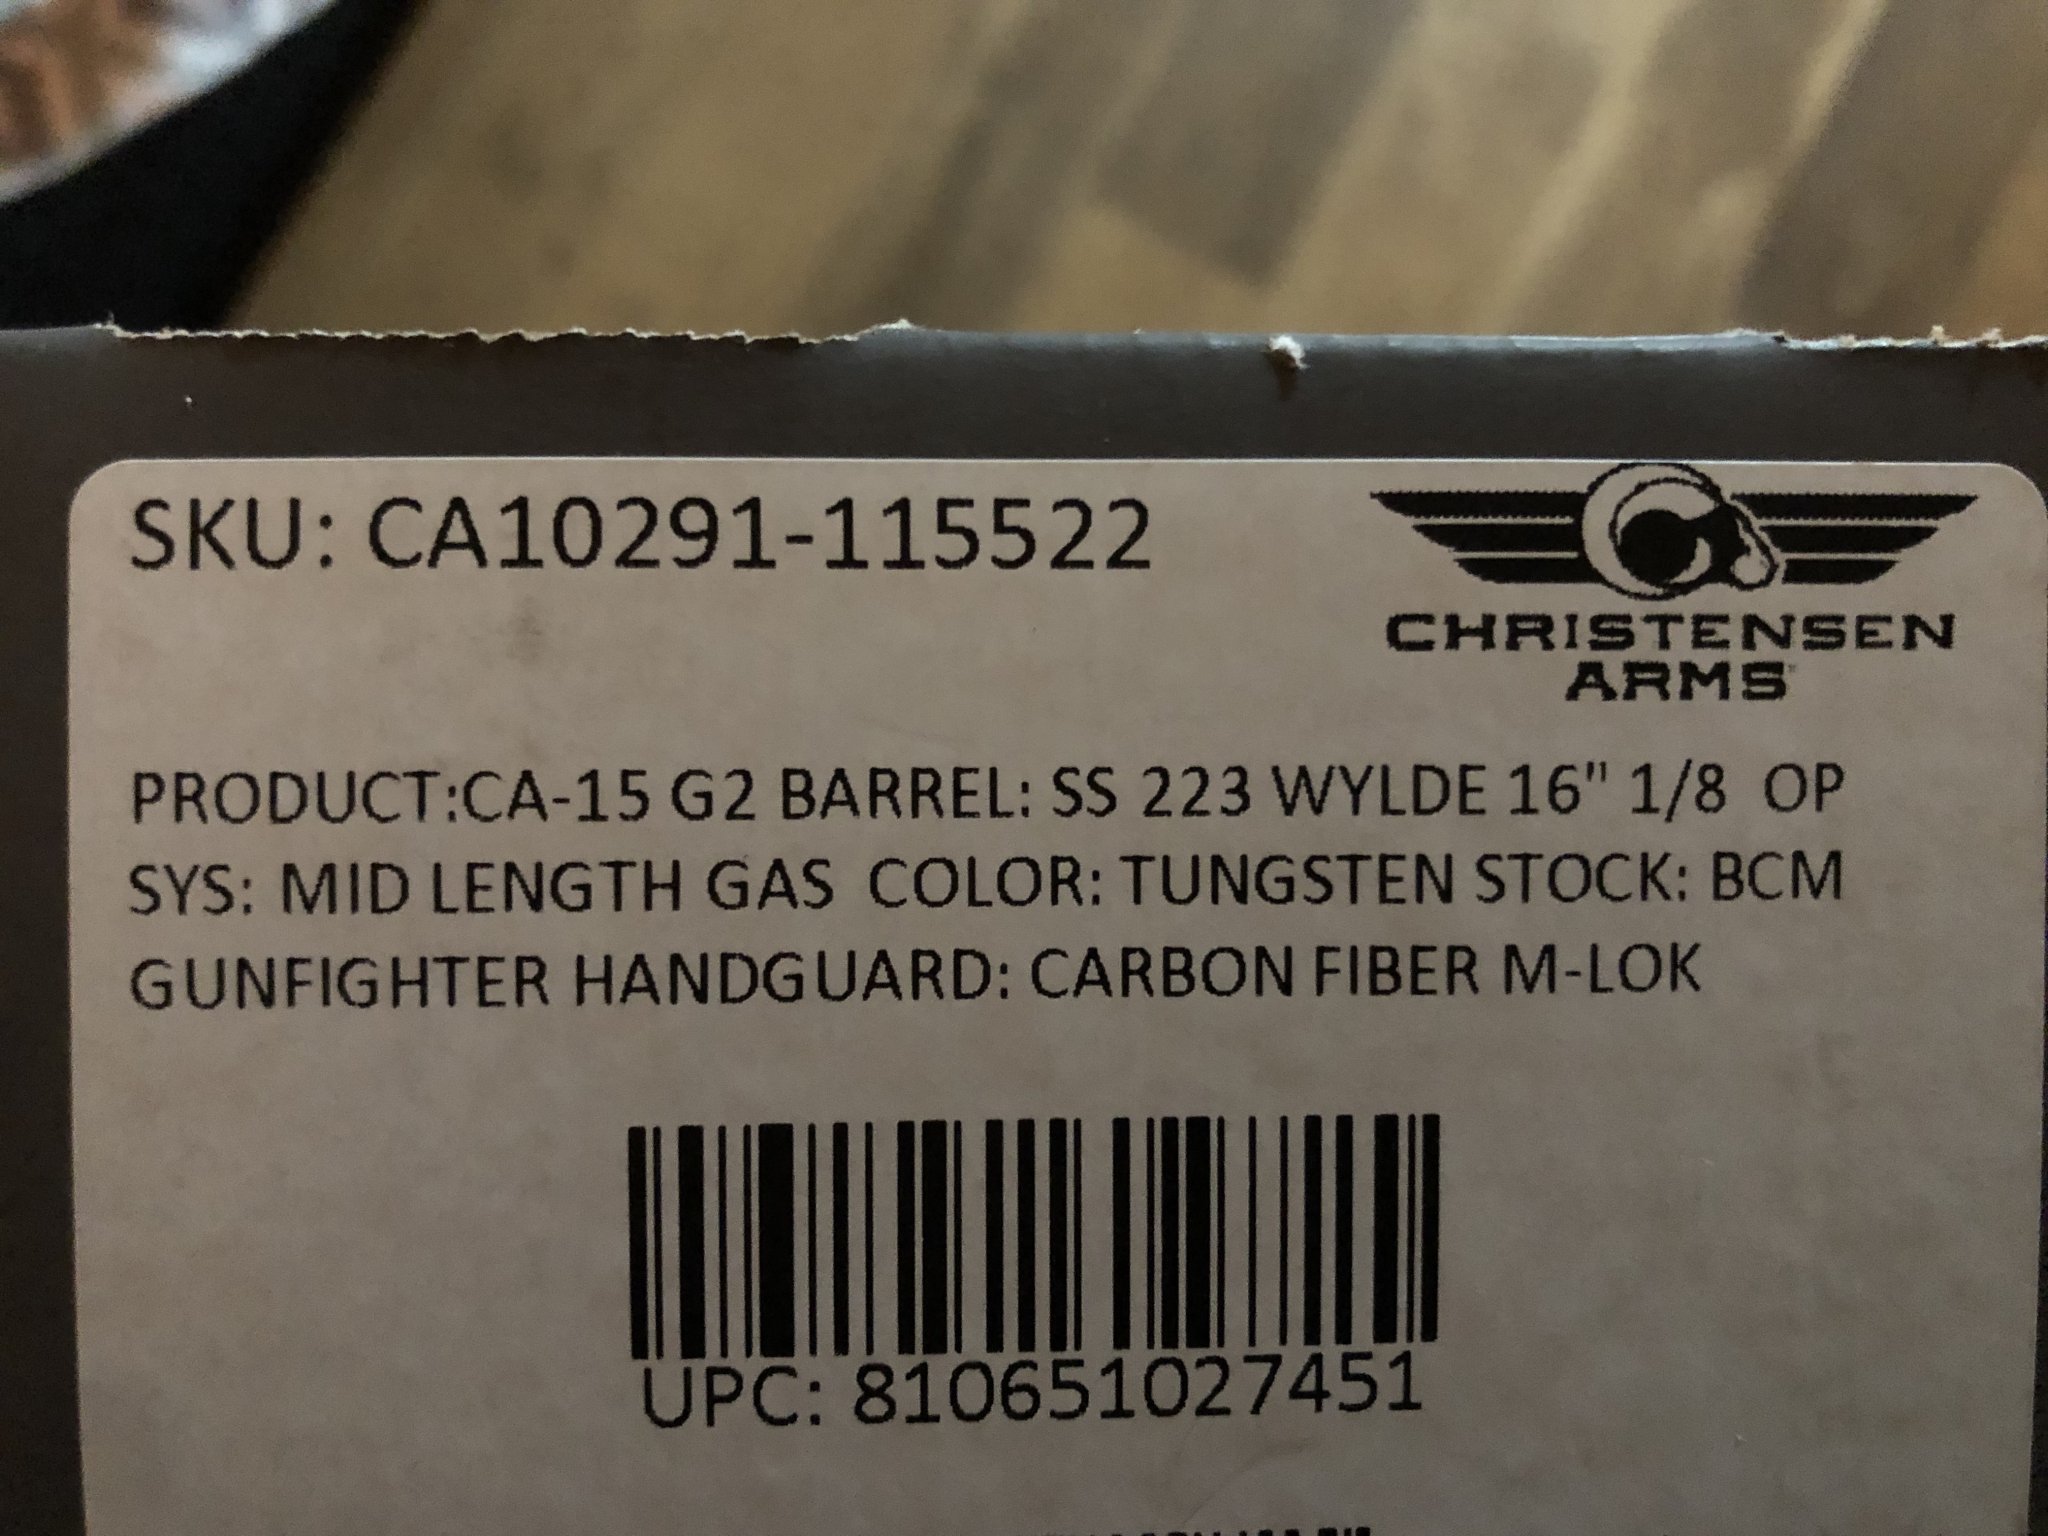 SKU: CA10291-115522
CHRISTENSEN
ARMS
PRODUCT:CA-15 G2 BARREL: SS 223 WYLDE 16" 1/8  OP
SYS: MID LENGTH GAS  COLOR: TUNGSTEN STOCK: BCM
GUNFIGHTER HANDGUARD: CARBON FIBER M-LOK
UPC: 810651027451